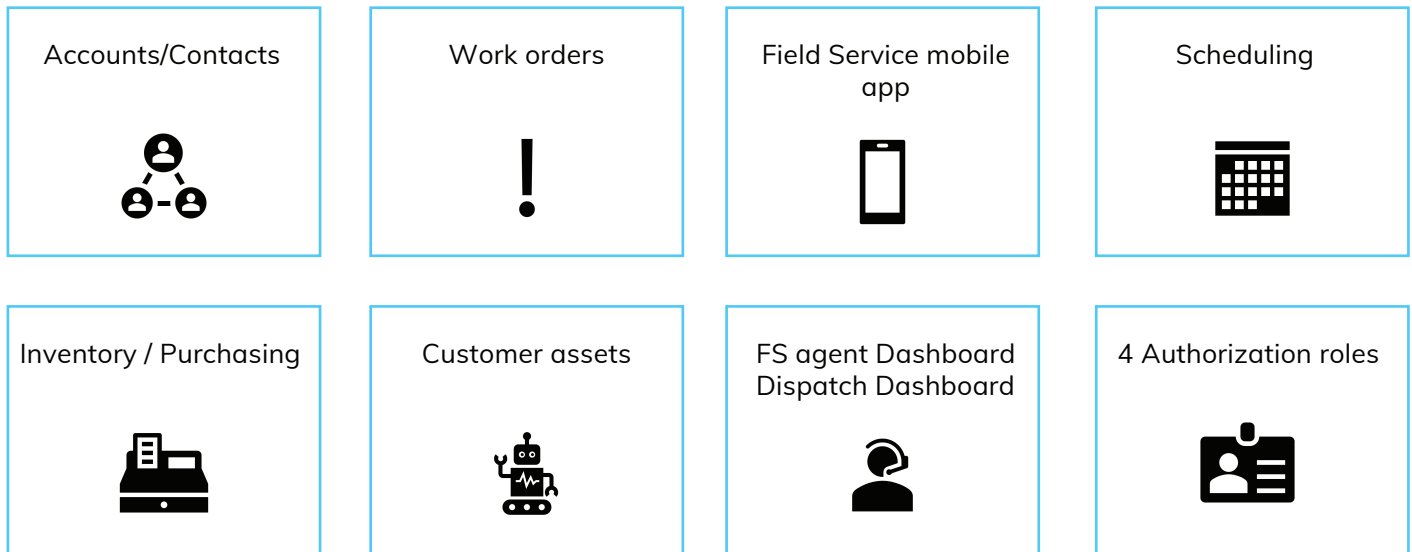 Accounts/Contacts
Work orders
Field Service mobile
app
Scheduling
Inventory / Purchasing
Customer assets
FS agent Dashboard
Dispatch Dashboard
4 Authorization roles